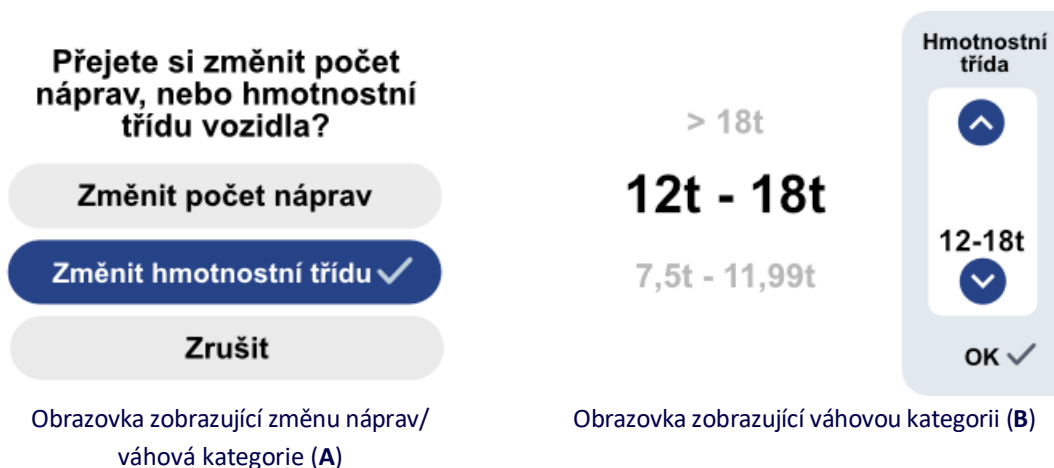 Přejete si změnit počet
náprav, nebo hmotnostní
třídu vozidla?
Změnit počet náprav
Změnit hmotnostní třídu
Zrušit
Obrazovka zobrazující změnu náprav/
váhová kategorie (A)
> 18t
12t - 18t
7,5t - 11,99t
Hmotnostní
třída
12-18t
OK
Obrazovka zobrazující váhovou kategorii (B)